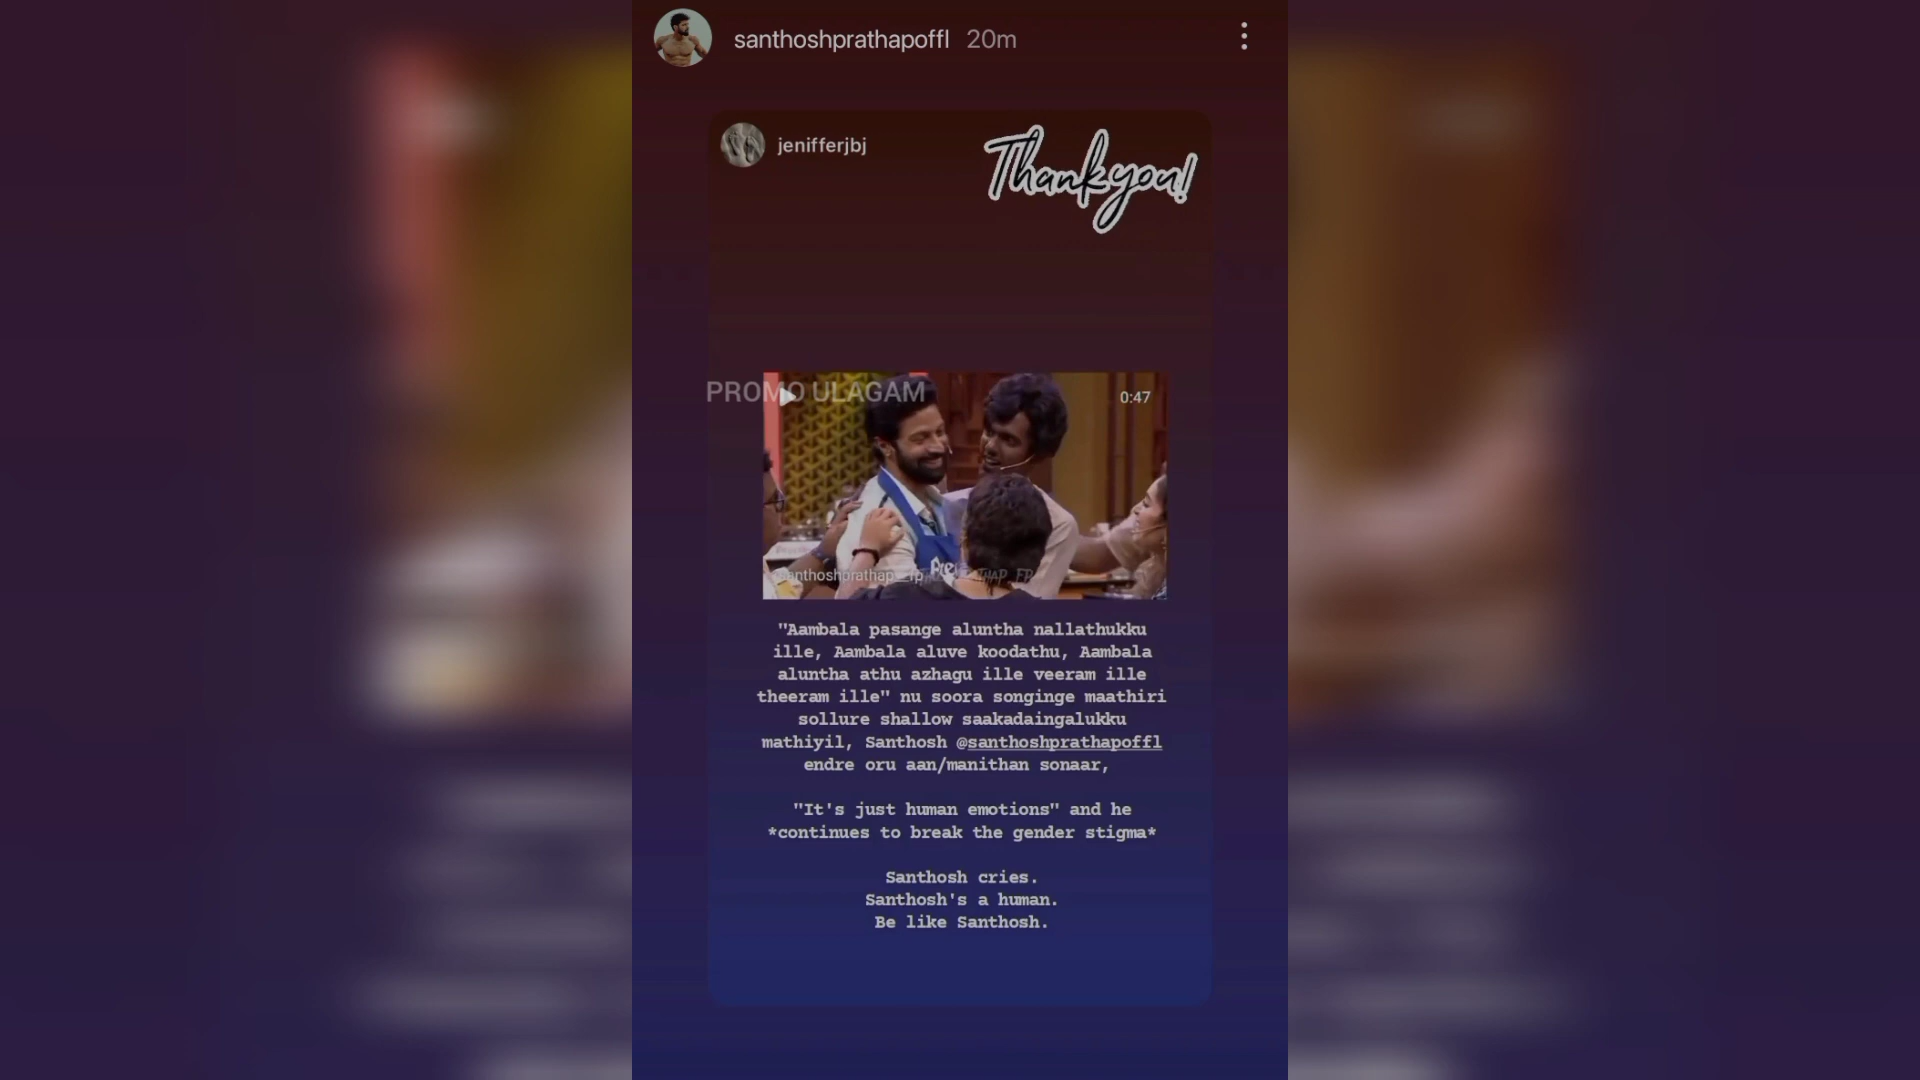 santhoshprathapoffl 20m
jenifferjbj
Thankyou!
PROMO ULAGAM
0:47
santhoshprathap__fp
"Aambala pasange aluntha nallathukku
ille, Aambala aluve koodathu, Aambala
aluntha athu azhagu ille veeram ille
theeram ille" nu soora songinge maathiri
sollure shallow saakadaingalukku
mathiyil, Santhosh @santhoshprathapoffl
endre oru aan/manithan sonaar,
"It's just human emotions" and he
*continues to break the gender stigma*
Santhosh cries.
Santhosh's a human.
Be like Santhosh.